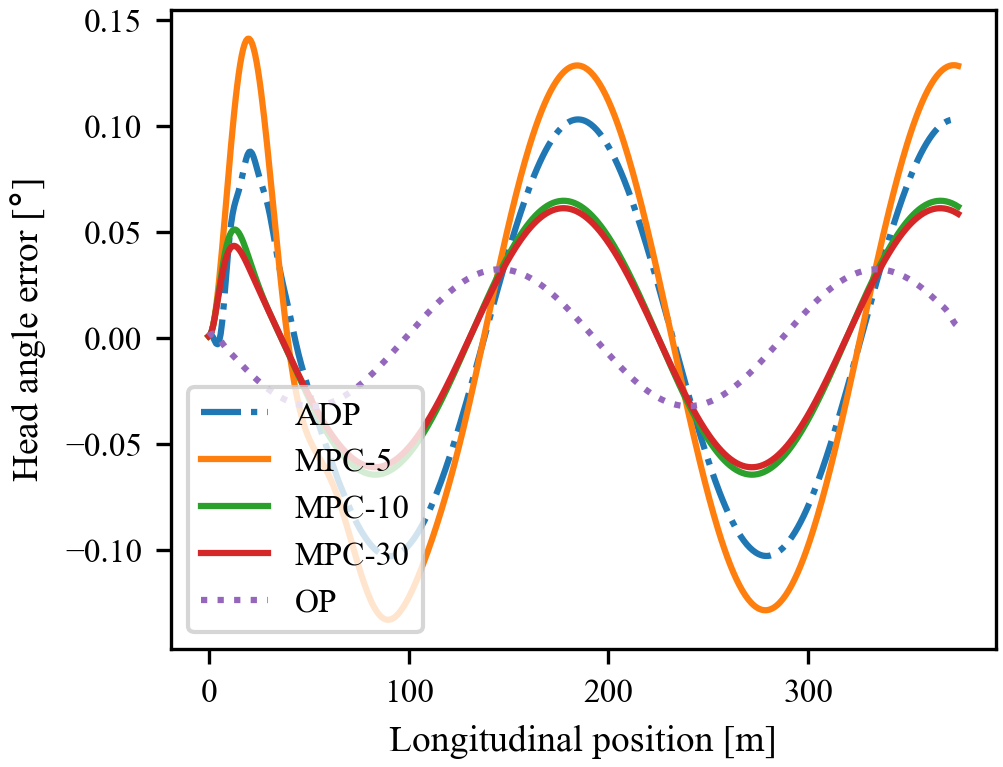 Head angle error [°]
0.15
0.10
0.05
0.00
−0.05
−0.10
ADP
MPC-5
MPC-10
MPC-30
OP
0 100 200 300
Longitudinal position [m]